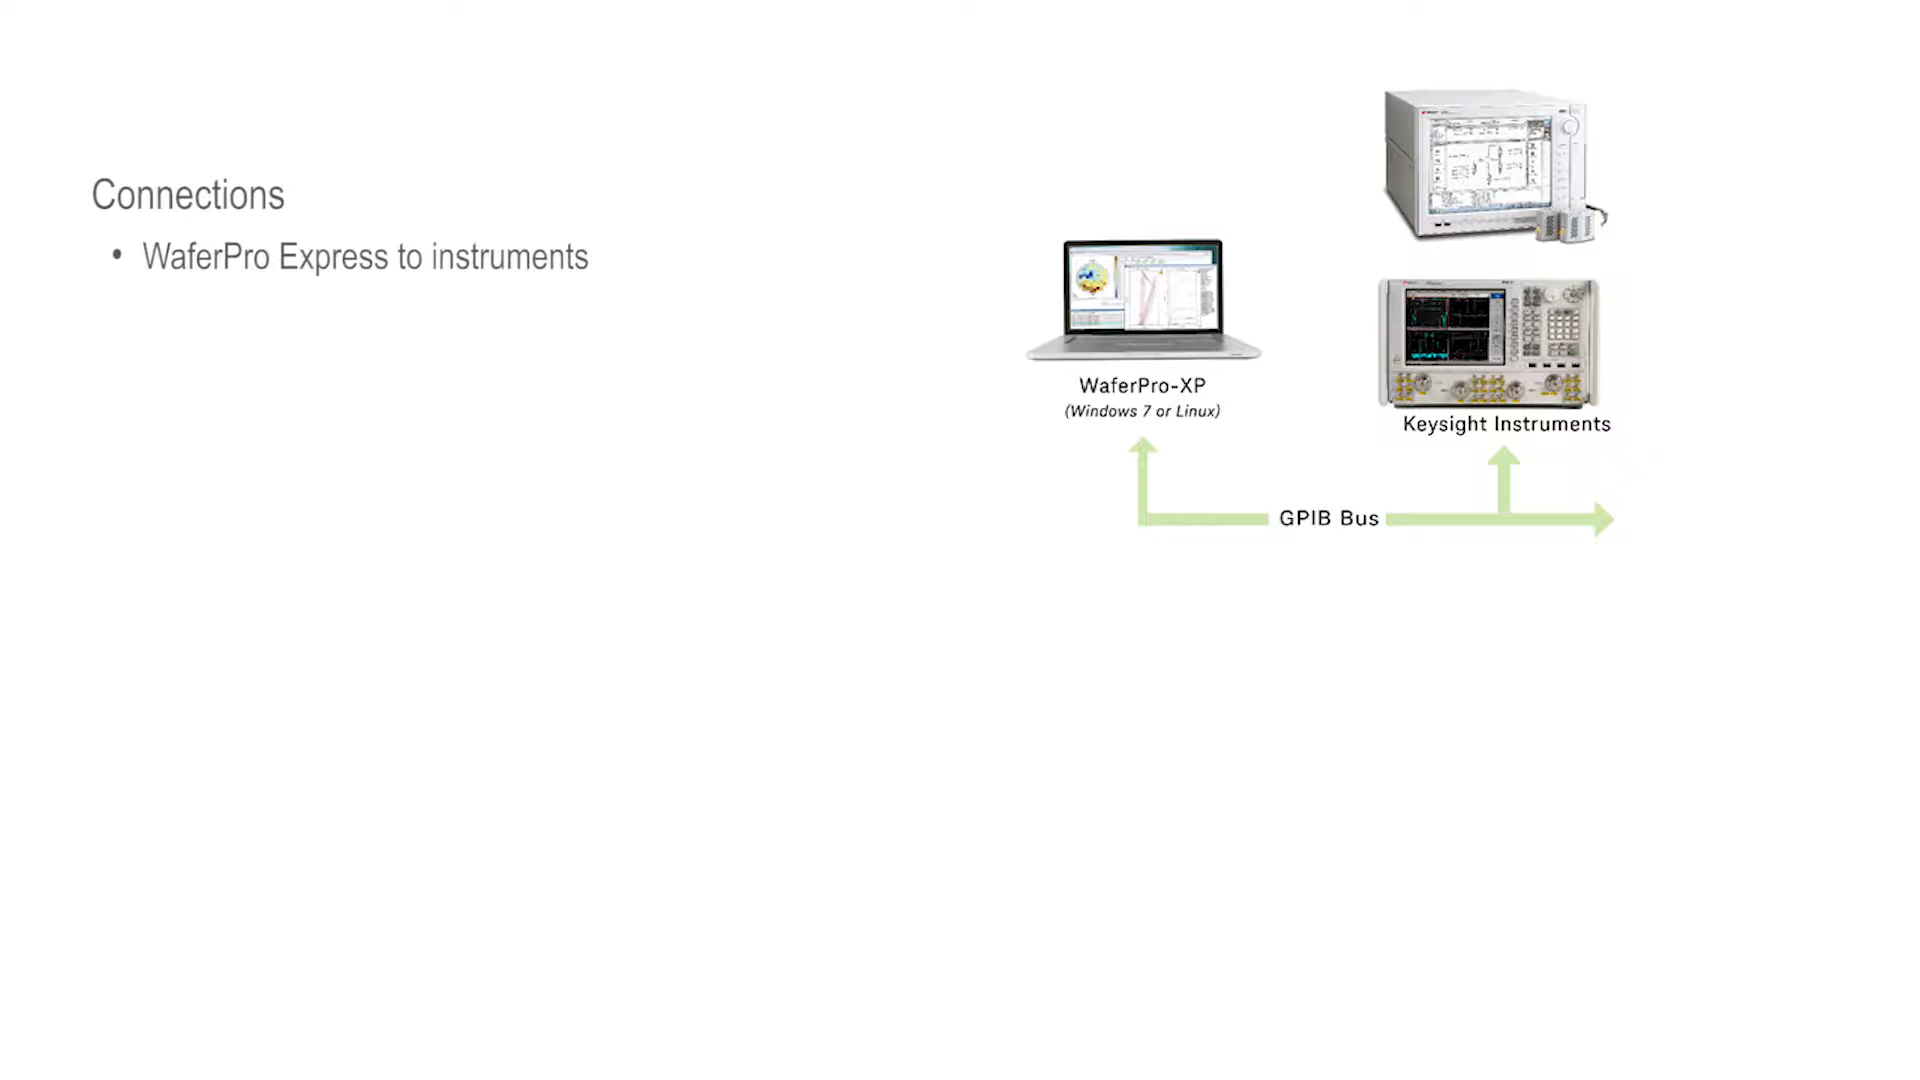 Connections
• WaferPro Express to instruments
WaferPro-XP
(Windows 7 or Linux)
Keysight Instruments
GPIB Bus